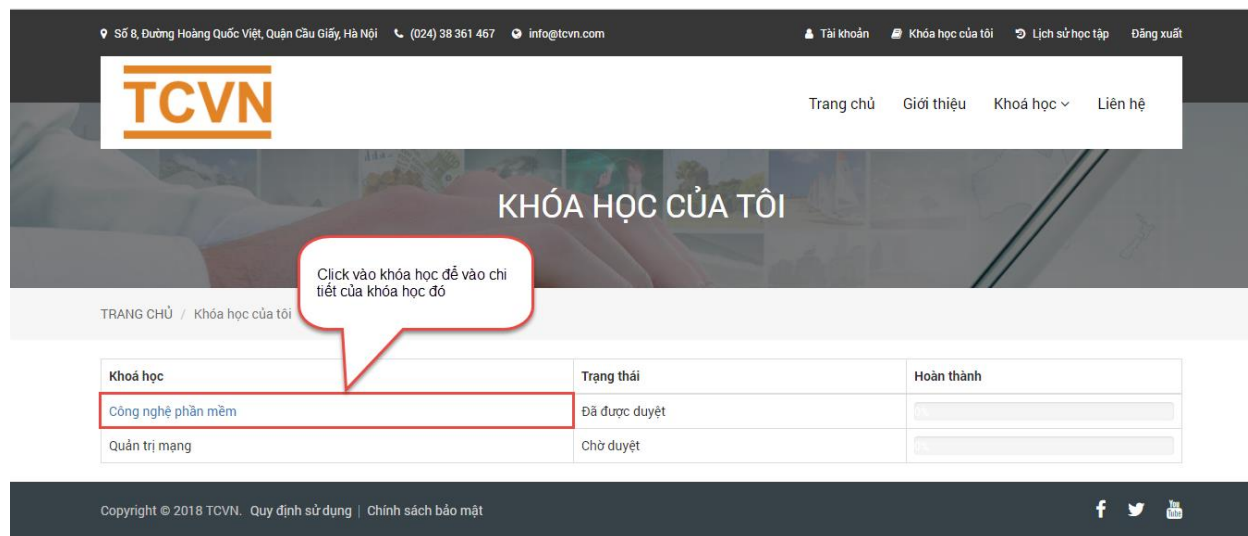 Số 8, Đường Hoàng Quốc Việt, Quận Cầu Giấy, Hà Nội (024) 38 361 467 info@tcvn.com Tài khoản Khóa học của tôi Lịch sử học tập Đăng xuất
TCVN
Trang chủ Giới thiệu Khoá học Liên hệ
KHÓA HỌC CỦA TÔI
Click vào khóa học để vào chi
tiết của khóa học đó
TRANG CHỦ / Khóa học của tôi
Khoá học Trạng thái Hoàn thành
Công nghệ phần mềm Đã được duyệt 0%
Quản trị mạng Chờ duyệt 0%
Copyright © 2018 TCVN. Quy định sử dụng | Chính sách bảo mật You Tube